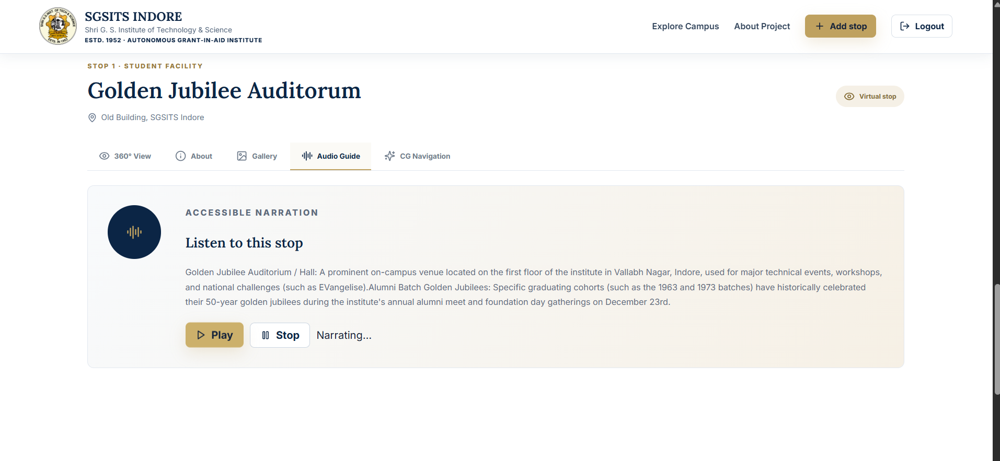 SGSITS INDORE
Shri G. S. Institute of Technology & Science
ESTD. 1952 · AUTONOMOUS GRANT-IN-AID INSTITUTE
Explore Campus
About Project
Add stop
Logout
STOP 1 · STUDENT FACILITY
Golden Jubilee Auditorum
Virtual stop
Old Building, SGSITS Indore
360° View
About
Gallery
Audio Guide
CG Navigation
ACCESSIBLE NARRATION
Listen to this stop
Golden Jubilee Auditorium / Hall: A prominent on-campus venue located on the first floor of the institute in Vallabh Nagar, Indore, used for major technical events, workshops,
and national challenges (such as EVangelise).Alumni Batch Golden Jubilees: Specific graduating cohorts (such as the 1963 and 1973 batches) have historically celebrated
their 50-year golden jubilees during the institute's annual alumni meet and foundation day gatherings on December 23rd.
Play
Stop
Narrating...